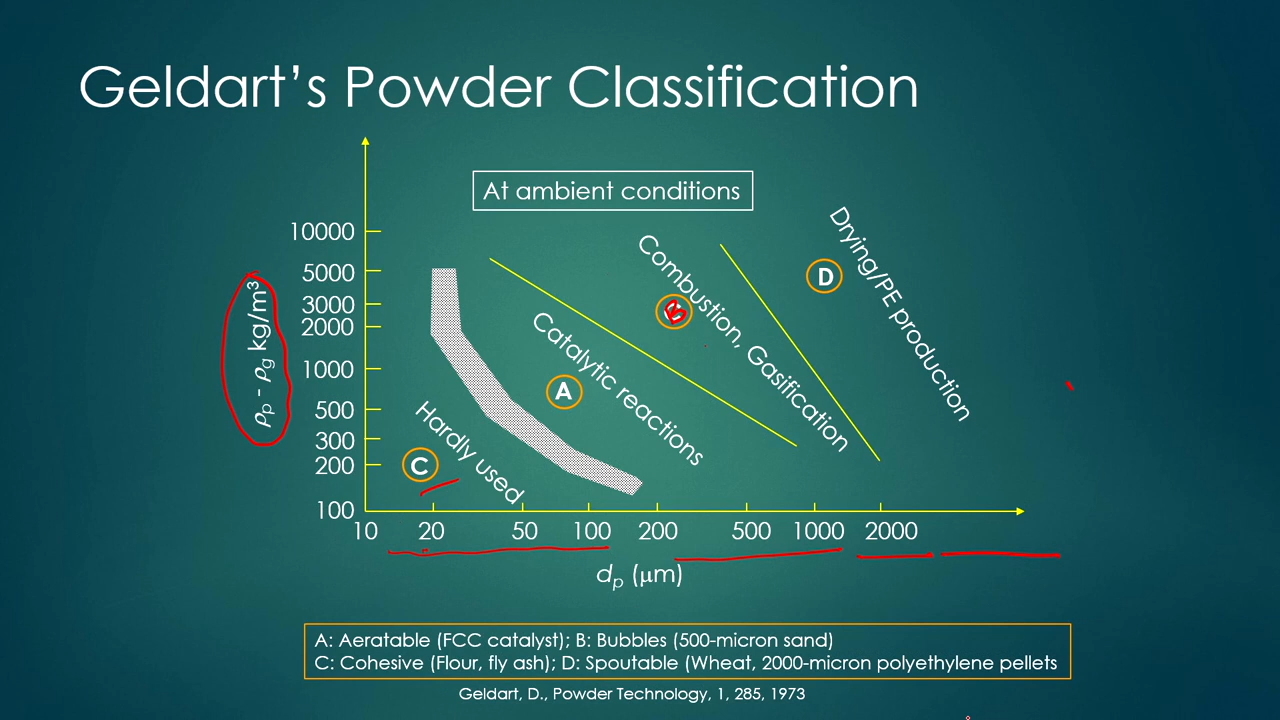 Geldart's Powder Classification
At ambient conditions
10000
5000
3000
2000
1000
500
300
200
100
ρp - ρg kg/m³
10 20 50 100 200 500 1000 2000
dp (μm)
C
Hardly used
A
Catalytic reactions
B
Combustion, Gasification
D
Drying/PE production
A: Aeratable (FCC catalyst); B: Bubbles (500-micron sand)
C: Cohesive (Flour, fly ash); D: Spoutable (Wheat, 2000-micron polyethylene pellets
Geldart, D., Powder Technology, 1, 285, 1973